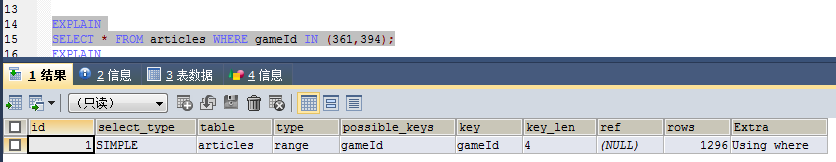 13
14 EXPLAIN
15 SELECT * FROM articles WHERE gameId IN (361,394);
16 EXPLAIN
1 结果 2 信息 3 表数据 4 信息
(只读)
id select_type table type possible_keys key key_len ref rows Extra
1 SIMPLE articles range gameId gameId 4 (NULL) 1296 Using where